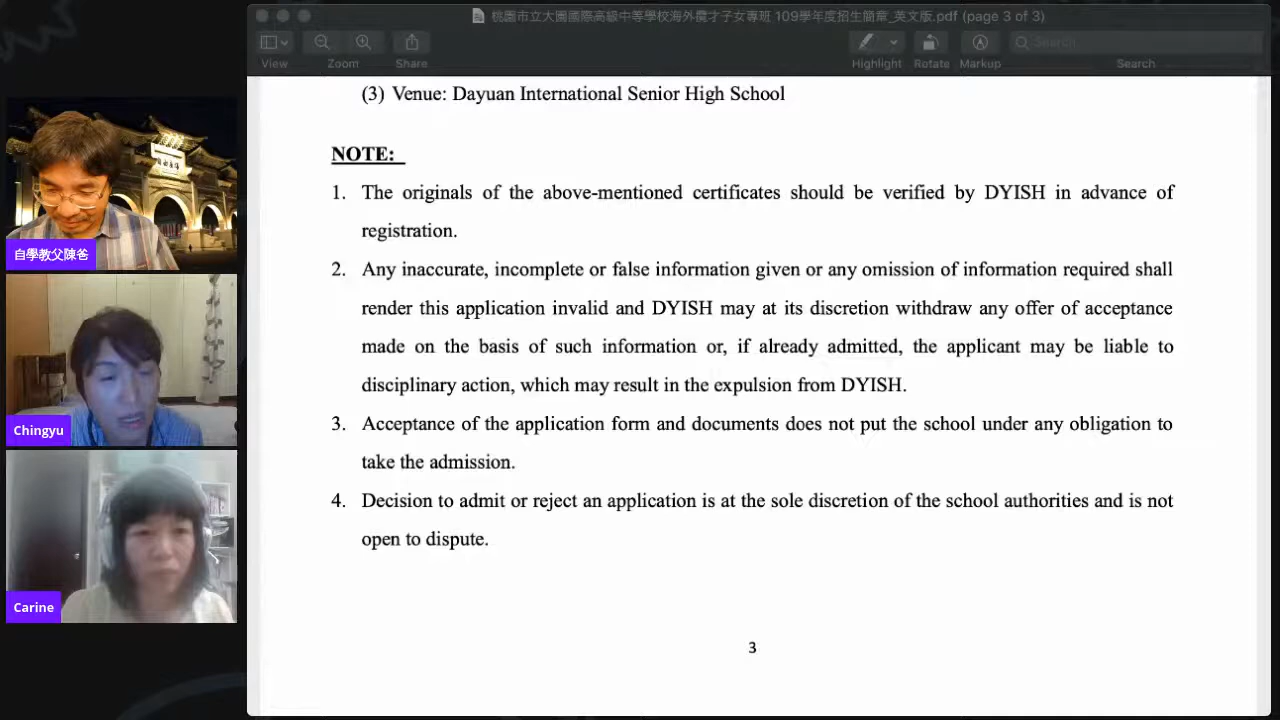 桃園市立大園國際高級中等學校海外攬才子女專班 109學年度招生簡章_英文版.pdf (page 3 of 3)
View
Zoom
Share
Highlight
Rotate
Markup
Search
Search
(3) Venue: Dayuan International Senior High School
NOTE:
1. The originals of the above-mentioned certificates should be verified by DYISH in advance of
registration.
2. Any inaccurate, incomplete or false information given or any omission of information required shall
render this application invalid and DYISH may at its discretion withdraw any offer of acceptance
made on the basis of such information or, if already admitted, the applicant may be liable to
disciplinary action, which may result in the expulsion from DYISH.
3. Acceptance of the application form and documents does not put the school under any obligation to
take the admission.
4. Decision to admit or reject an application is at the sole discretion of the school authorities and is not
open to dispute.
3
自學教父陳爸
Chingyu
Carine